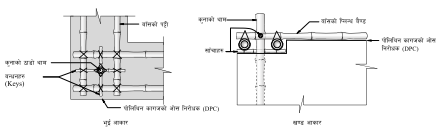 बाँसको पट्टी
कुनाको ठाडो थाम
बन्धनहरु
(Keys)
पोलिथिन कागजको ओस निरोधक (DPC)
भुई आकार
कुनाको थाम
बाँसको प्लिन्थ बैण्ड
खाँचाहरु
पोलिथिन कागजको ओस
निरोधक (DPC)
खण्ड आकार